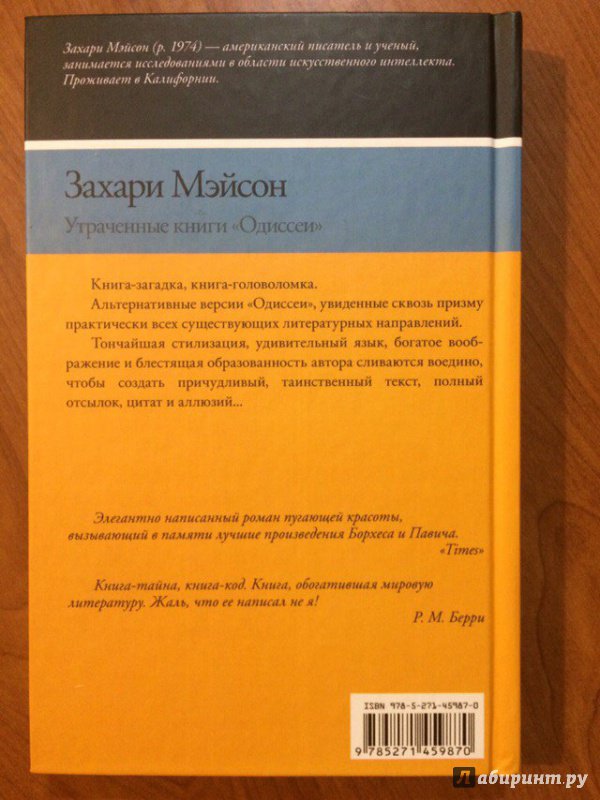 Захари Мэйсон (р. 1974) — американский писатель и ученый,
занимается исследованиями в области искусственного интеллекта.
Проживает в Калифорнии.
Захари Мэйсон
Утраченные книги «Одиссеи»
Книга-загадка, книга-головоломка.
Альтернативные версии «Одиссеи», увиденные сквозь призму
практически всех существующих литературных направлений.
Тончайшая стилизация, удивительный язык, богатое вооб-
ражение и блестящая образованность автора сливаются воедино,
чтобы создать причудливый, таинственный текст, полный
отсылок, цитат и аллюзий...
Элегантно написанный роман пугающей красоты,
вызывающий в памяти лучшие произведения Борхеса и Павича.
«Times»
Книга-тайна, книга-код. Книга, обогатившая мировую
литературу. Жаль, что ее написал не я!
Р. М. Берри
ISBN 978-5-271-45987-0
9 785271 459870
Лабиринт.ру